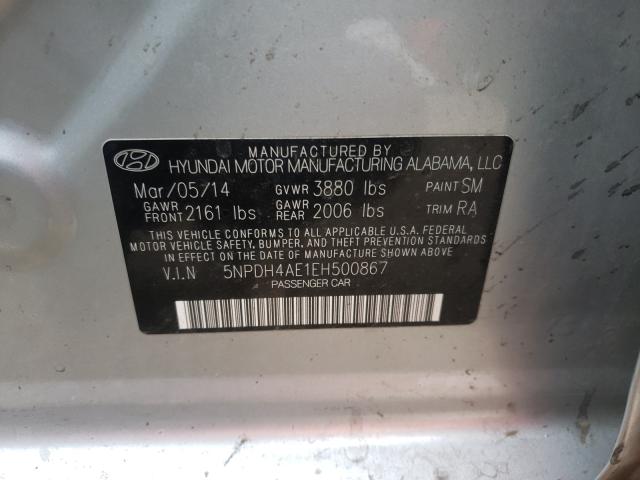 MANUFACTURED BY
HYUNDAI MOTOR MANUFACTURING ALABAMA, LLC
Mar/05/14 GVWR 3880 lbs PAINT SM
GAWR FRONT 2161 lbs GAWR REAR 2006 lbs TRIM RA
THIS VEHICLE CONFORMS TO ALL APPLICABLE U.S.A. FEDERAL
MOTOR VEHICLE SAFETY, BUMPER, AND THEFT PREVENTION STANDARDS
IN EFFECT ON THE DATE OF MANUFACTURE SHOWN ABOVE.
V.I.N 5NPDH4AE1EH500867
PASSENGER CAR